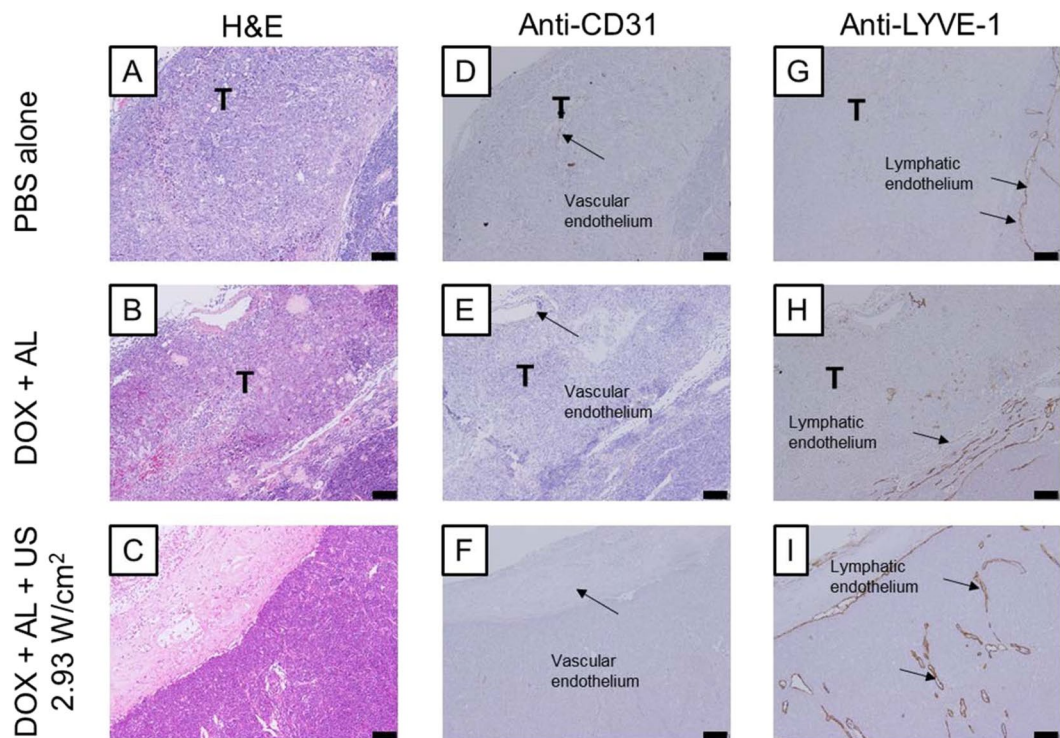 H&E
Anti-CD31
Anti-LYVE-1
PBS alone
A
T
D
T
Vascular
endothelium
G
T
Lymphatic
endothelium
DOX + AL
B
T
E
T
Vascular
endothelium
H
T
Lymphatic
endothelium
DOX + AL + US
2.93 W/cm²
C
F
Vascular
endothelium
I
Lymphatic
endothelium